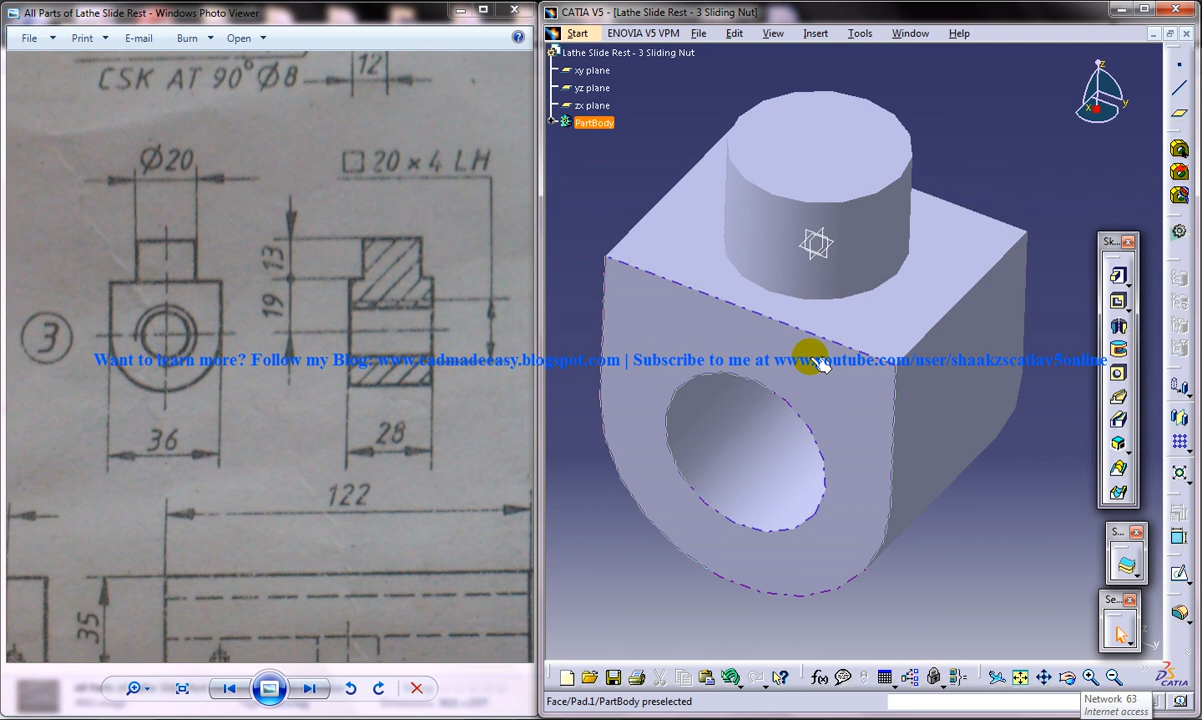 All Parts of Lathe Slide Rest - Windows Photo Viewer
File Print E-mail Burn Open
CSK AT 90° Ø8
12
Ø20
□ 20 × 4 LH
13
19
3
36
28
122
35
CATIA V5 - [Lathe Slide Rest - 3 Sliding Nut]
Start ENOVIA V5 VPM File Edit View Insert Tools Window Help
Lathe Slide Rest - 3 Sliding Nut
xy plane
yz plane
zx plane
PartBody
z
y
x
Sk...
S...
Se...
Want to learn more? Follow my Blog: www.cadmadeeasy.blogspot.com | Subscribe to me at www.youtube.com/user/shaakzscatiav5online
f(x)
CATIA
Face/Pad.1/PartBody preselected
Network 63
Internet access